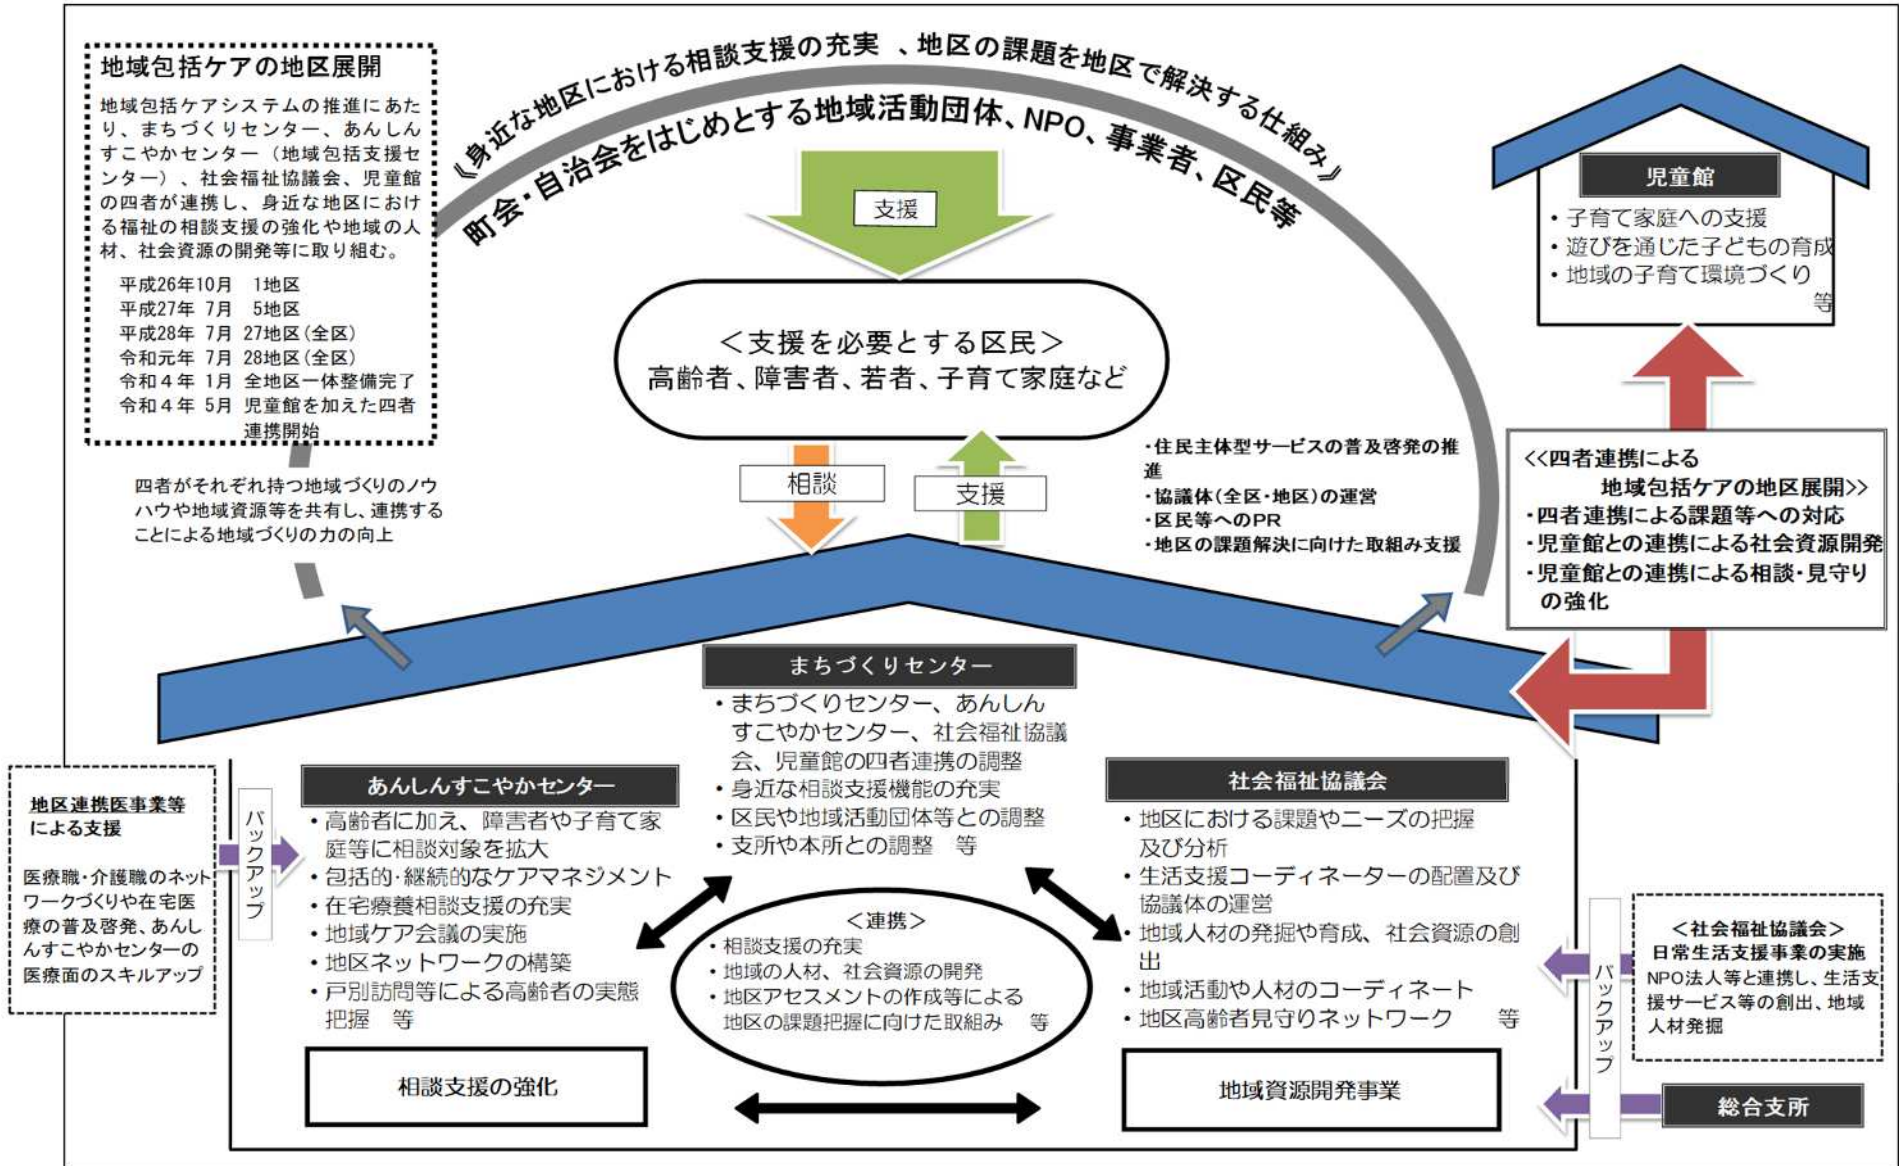 地域包括ケアの地区展開
地域包括ケアシステムの推進にあた
り、まちづくりセンター、あんしん
すこやかセンター（地域包括支援セ
ンター）、社会福祉協議会、児童館
の四者が連携し、身近な地区におけ
る福祉の相談支援の強化や地域の人
材、社会資源の開発等に取り組む。
平成26年10月　1地区
平成27年 7月　5地区
平成28年 7月 27地区(全区)
令和元年 7月 28地区(全区)
令和４年 1月 全地区一体整備完了
令和４年 5月 児童館を加えた四者
連携開始
四者がそれぞれ持つ地域づくりのノウ
ハウや地域資源等を共有し、連携する
ことによる地域づくりの力の向上
《身近な地区における相談支援の充実 、地区の課題を地区で解決する仕組み》
町会・自治会をはじめとする地域活動団体、NPO、事業者、区民等
支援
＜支援を必要とする区民＞
高齢者、障害者、若者、子育て家庭など
相談
支援
・住民主体型サービスの普及啓発の推
進
・協議体(全区・地区)の運営
・区民等へのPR
・地区の課題解決に向けた取組み支援
児童館
・子育て家庭への支援
・遊びを通じた子どもの育成
・地域の子育て環境づくり
等
<<四者連携による
地域包括ケアの地区展開>>
・四者連携による課題等への対応
・児童館との連携による社会資源開発
・児童館との連携による相談・見守り
の強化
まちづくりセンター
・まちづくりセンター、あんしん
すこやかセンター、社会福祉協議
会、児童館の四者連携の調整
・身近な相談支援機能の充実
・区民や地域活動団体等との調整
・支所や本所との調整　等
地区連携医事業等
による支援
医療職・介護職のネット
ワークづくりや在宅医
療の普及啓発、あんし
んすこやかセンターの
医療面のスキルアップ
バックアップ
あんしんすこやかセンター
・高齢者に加え、障害者や子育て家
庭等に相談対象を拡大
・包括的・継続的なケアマネジメント
・在宅療養相談支援の充実
・地域ケア会議の実施
・地区ネットワークの構築
・戸別訪問等による高齢者の実態
把握　等
相談支援の強化
＜連携＞
・相談支援の充実
・地域の人材、社会資源の開発
・地区アセスメントの作成等による
地区の課題把握に向けた取組み　等
社会福祉協議会
・地区における課題やニーズの把握
及び分析
・生活支援コーディネーターの配置及び
協議体の運営
・地域人材の発掘や育成、社会資源の創
出
・地域活動や人材のコーディネート
・地区高齢者見守りネットワーク　等
地域資源開発事業
バックアップ
＜社会福祉協議会＞
日常生活支援事業の実施
NPO法人等と連携し、生活支
援サービス等の創出、地域
人材発掘
総合支所